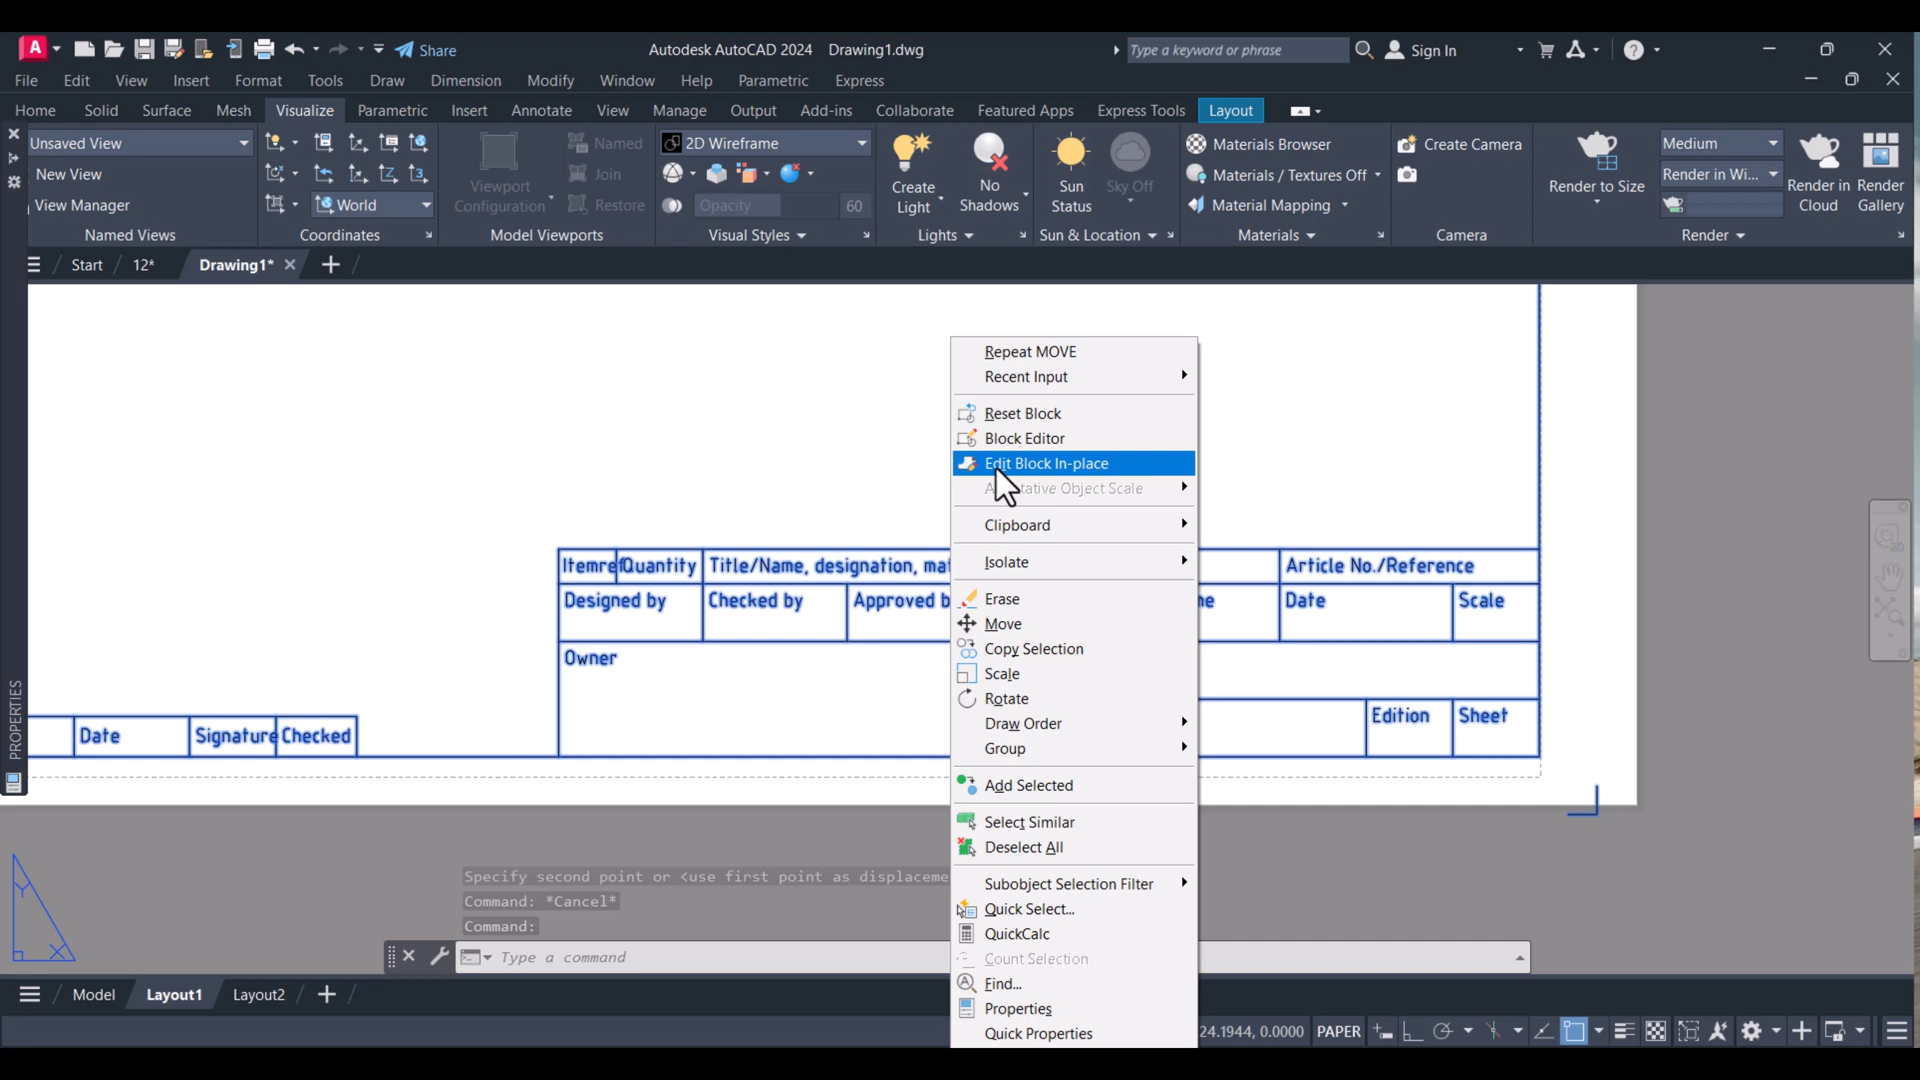 A Share Autodesk AutoCAD 2024 Drawing1.dwg Type a keyword or phrase Sign In
File Edit View Insert Format Tools Draw Dimension Modify Window Help Parametric Express
Home Solid Surface Mesh Visualize Parametric Insert Annotate View Manage Output Add-ins Collaborate Featured Apps Express Tools Layout
Unsaved View
New View
View Manager
Named Views
World
Coordinates
Viewport
Configuration
Named
Join
Restore
Model Viewports
2D Wireframe
Opacity 60
Visual Styles
Create
Light
No
Shadows
Lights
Sun
Status
Sky Off
Sun & Location
Materials Browser
Materials / Textures Off
Material Mapping
Materials
Create Camera
Camera
Render to Size
Medium
Render in Wi...
Render in
Cloud
Render
Gallery
Render
Start 12* Drawing1*
Repeat MOVE
Recent Input
Reset Block
Block Editor
Edit Block In-place
Object Scale
Clipboard
Isolate
Erase
Move
Copy Selection
Scale
Rotate
Draw Order
Group
Add Selected
Select Similar
Deselect All
Subobject Selection Filter
Quick Select...
QuickCalc
Count Selection
Find...
Properties
Quick Properties
Quantity Title/Name, designation, Article No./Reference
Designed by Checked by Approved Date Scale
Owner
Edition Sheet
Date Signature Checked
PROPERTIES
Y
X
Specify second point or <use first point as displaceme
Command: *Cancel*
Command:
Type a command
Model Layout1 Layout2
24.1944, 0.0000 PAPER